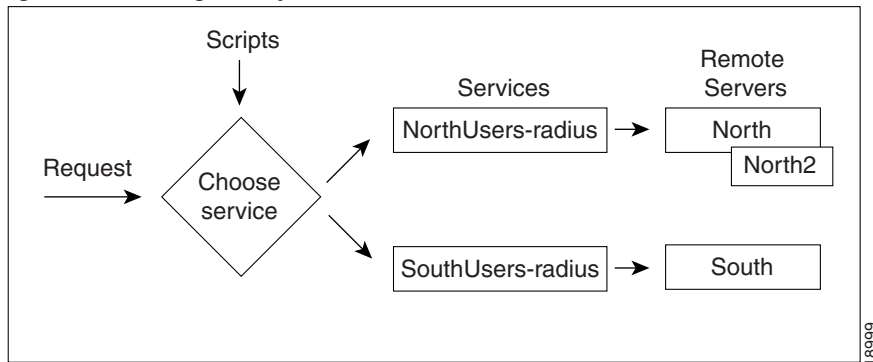 Scripts
Remote
Servers
Services
NorthUsers-radius
North
North2
Request
Choose
service
SouthUsers-radius
South